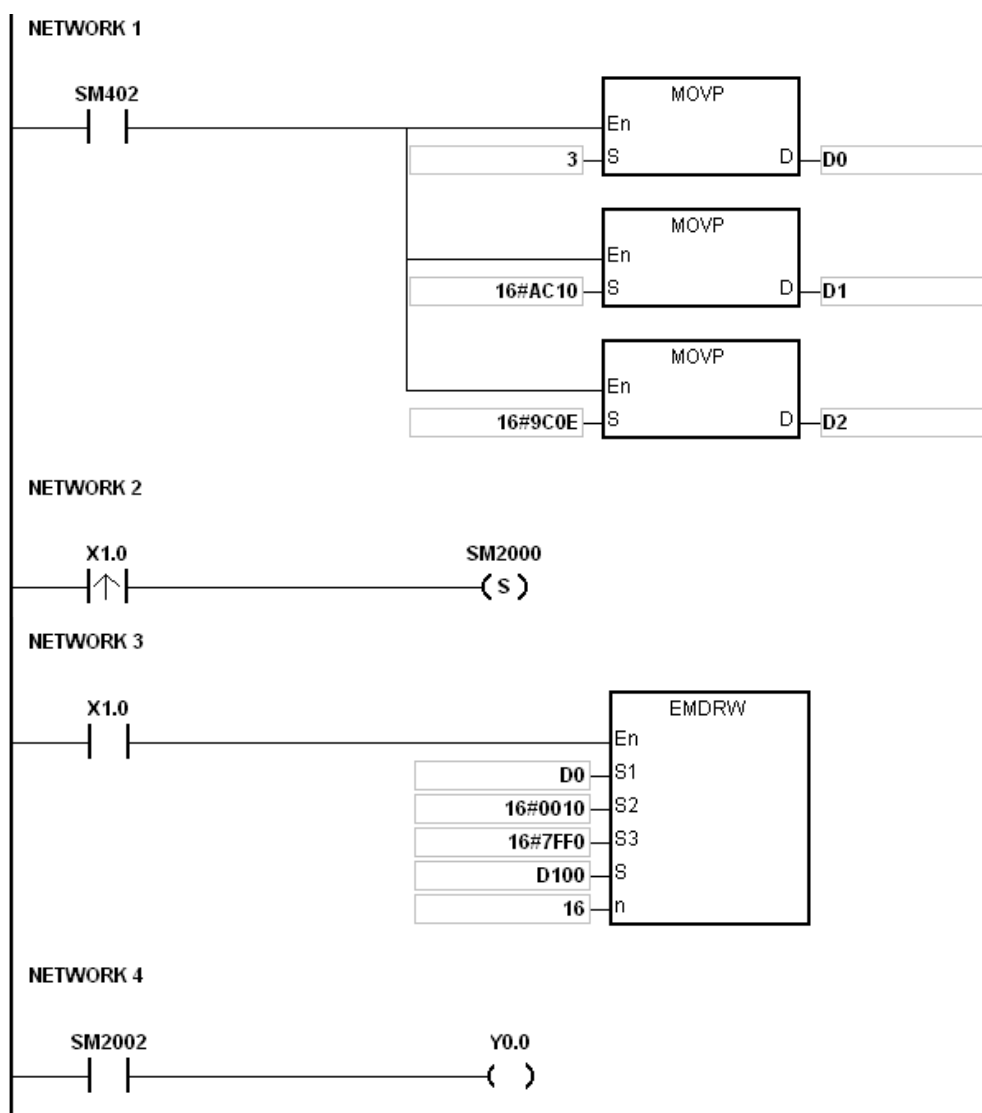 NETWORK 1
SM402
MOVP
En
3 S D D0
MOVP
En
16#AC10 S D D1
MOVP
En
16#9C0E S D D2
NETWORK 2
X1.0 SM2000
S
NETWORK 3
X1.0
EMDRW
En
D0 S1
16#0010 S2
16#7FF0 S3
D100 S
16 n
NETWORK 4
SM2002 Y0.0